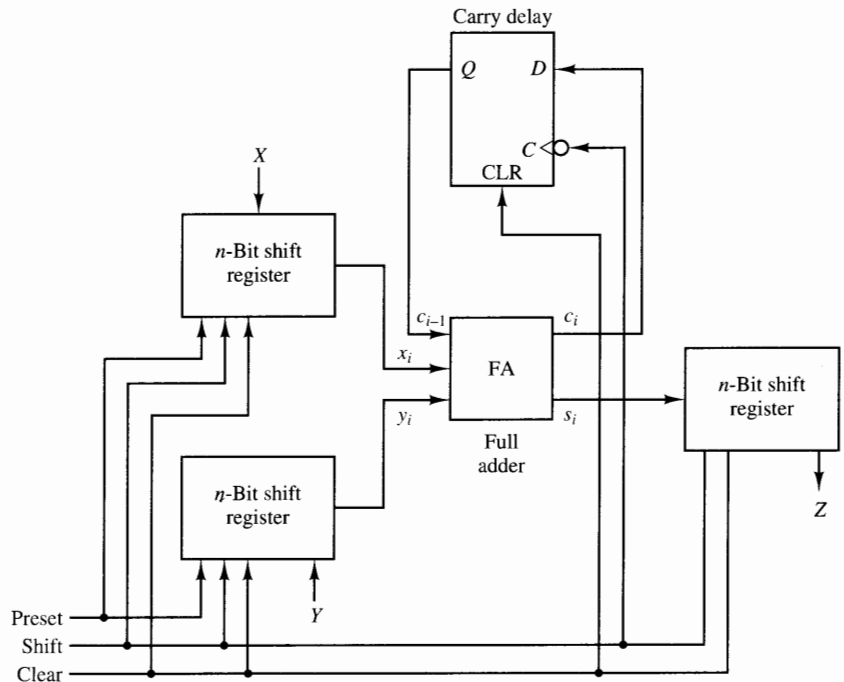 Carry delay
Q D
C
CLR
X
n-Bit shift
register
c_{i–1}
c_i
x_i
FA
y_i
s_i
Full
adder
n-Bit shift
register
n-Bit shift
register
Z
Y
Preset
Shift
Clear